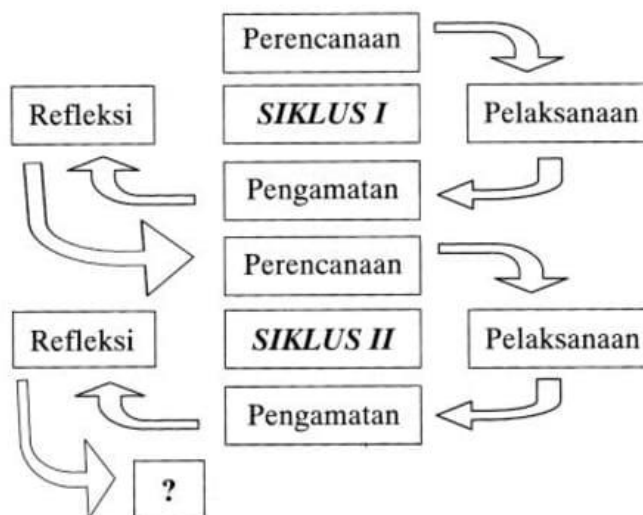 Perencanaan
Refleksi
SIKLUS I
Pelaksanaan
Pengamatan
Perencanaan
Refleksi
SIKLUS II
Pelaksanaan
Pengamatan
?